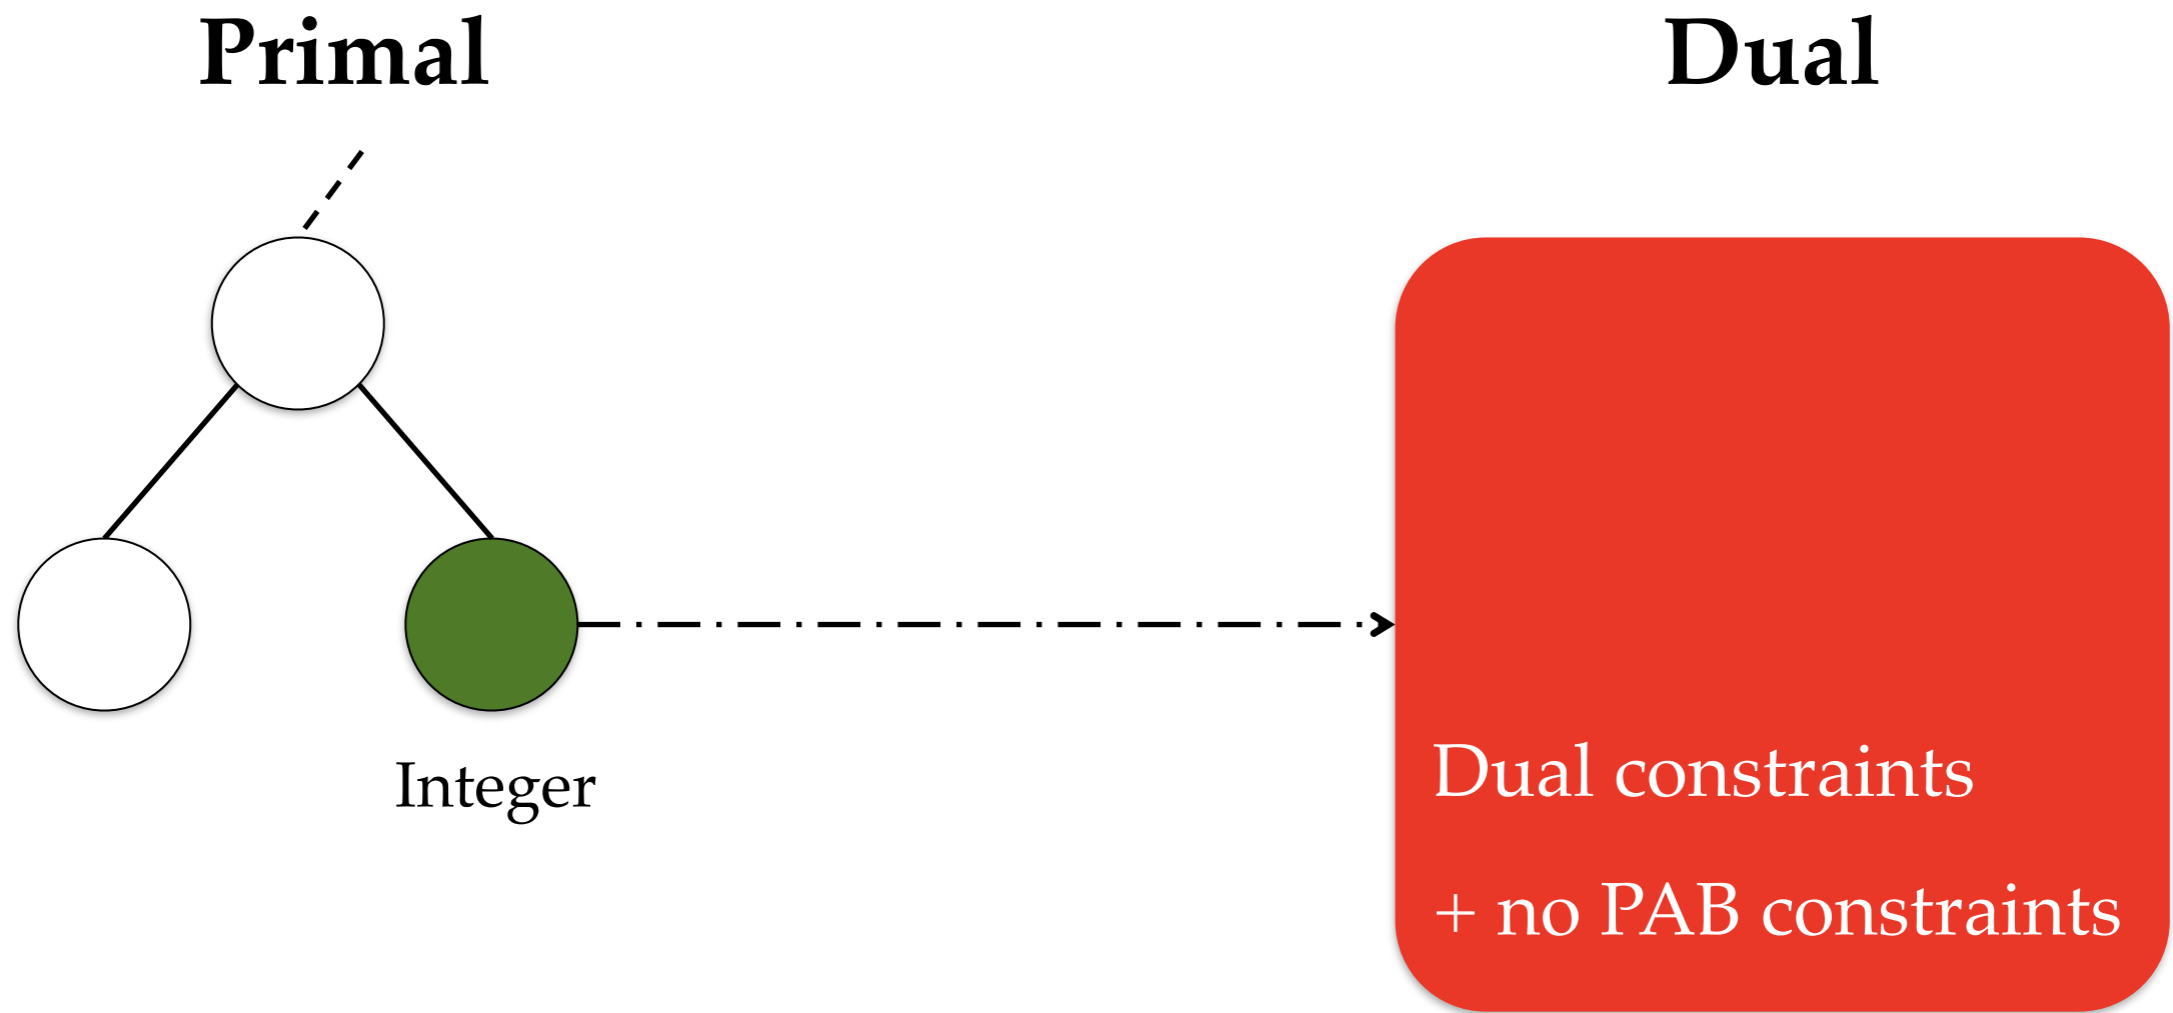 Primal
Dual
Integer
Dual constraints
+ no PAB constraints